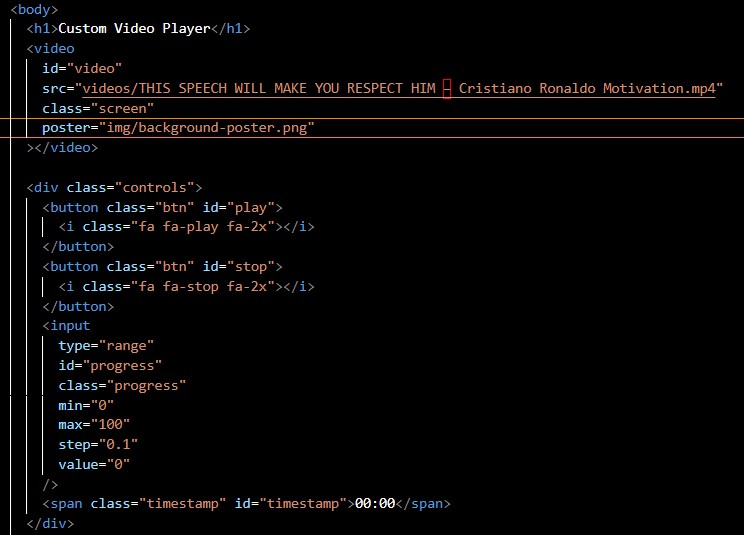 <body>
<h1>Custom Video Player</h1>
<video
id="video"
src="videos/THIS SPEECH WILL MAKE YOU RESPECT HIM – Cristiano Ronaldo Motivation.mp4"
class="screen"
poster="img/background-poster.png"
></video>
<div class="controls">
<button class="btn" id="play">
<i class="fa fa-play fa-2x"></i>
</button>
<button class="btn" id="stop">
<i class="fa fa-stop fa-2x"></i>
</button>
<input
type="range"
id="progress"
class="progress"
min="0"
max="100"
step="0.1"
value="0"
/>
<span class="timestamp" id="timestamp">00:00</span>
</div>